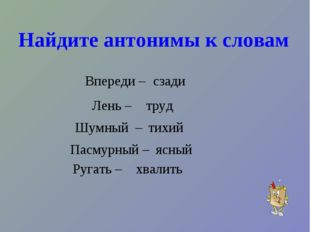 Найдите антонимы к словам
Впереди – сзади
Лень – труд
Шумный – тихий
Пасмурный – ясный
Ругать – хвалить